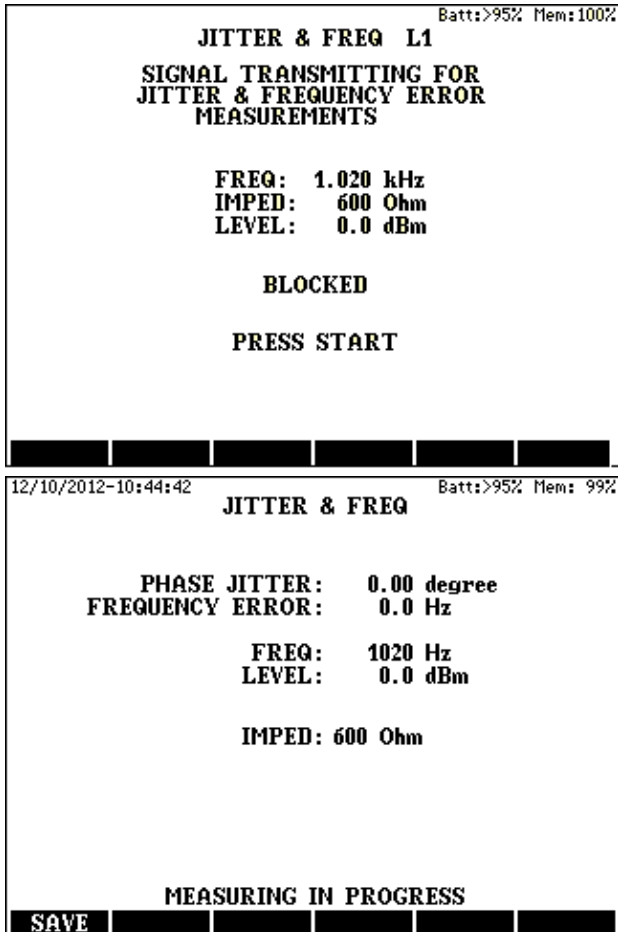 Batt:>95% Mem:100%
JITTER & FREQ L1
SIGNAL TRANSMITTING FOR
JITTER & FREQUENCY ERROR
MEASUREMENTS
FREQ: 1.020 kHz
IMPED: 600 Ohm
LEVEL: 0.0 dBm
BLOCKED
PRESS START
12/10/2012-10:44:42 Batt:>95% Mem: 99%
JITTER & FREQ
PHASE JITTER: 0.00 degree
FREQUENCY ERROR: 0.0 Hz
FREQ: 1020 Hz
LEVEL: 0.0 dBm
IMPED: 600 Ohm
MEASURING IN PROGRESS
SAVE